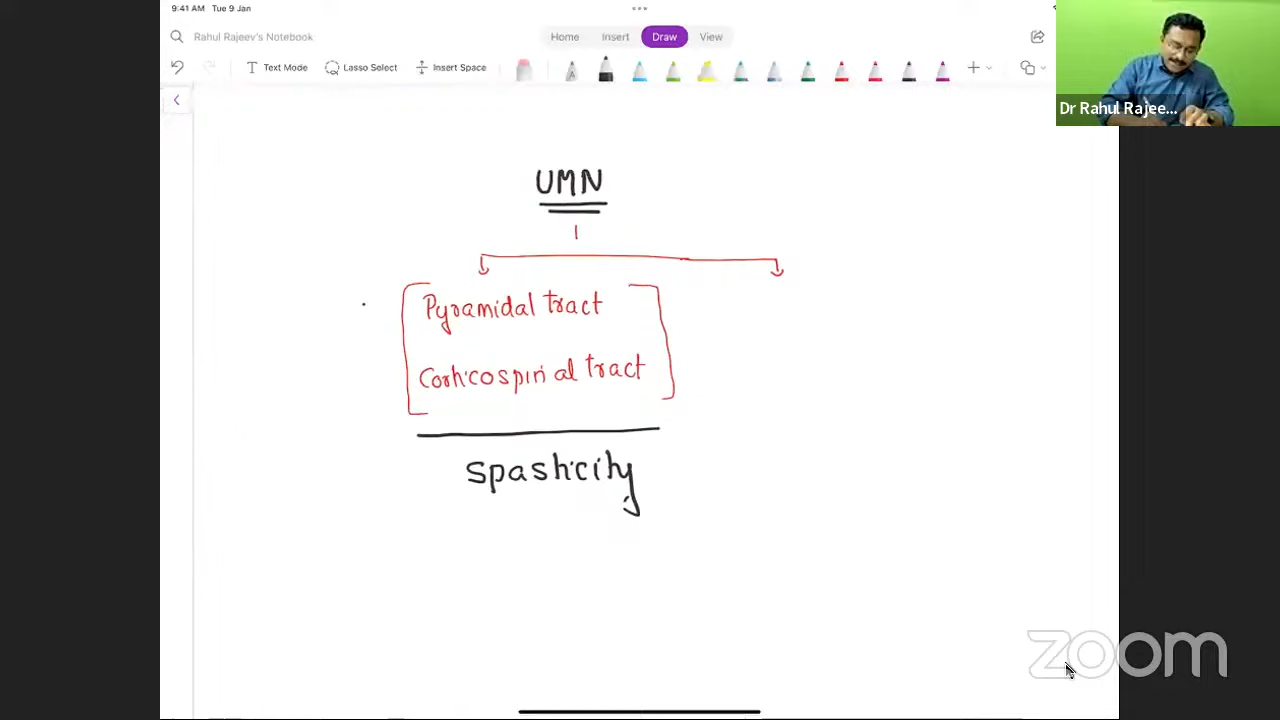 9:41 AM Tue 9 Jan
Rahul Rajeev's Notebook
Home Insert Draw View
Text Mode Lasso Select Insert Space
Dr Rahul Rajee...
UMN
Pyramidal tract
Corticospinal tract
Spasticity
zoom